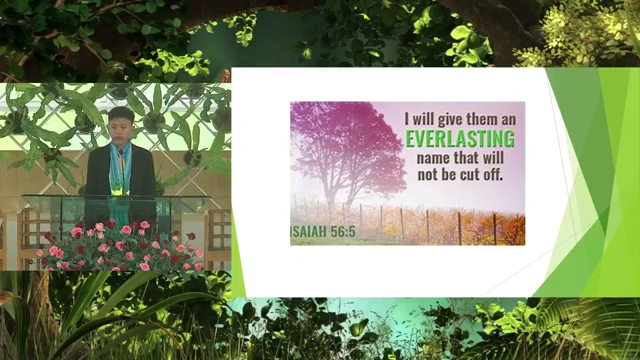 I will give them an
EVERLASTING
name that will
not be cut off.
ISAIAH 56:5